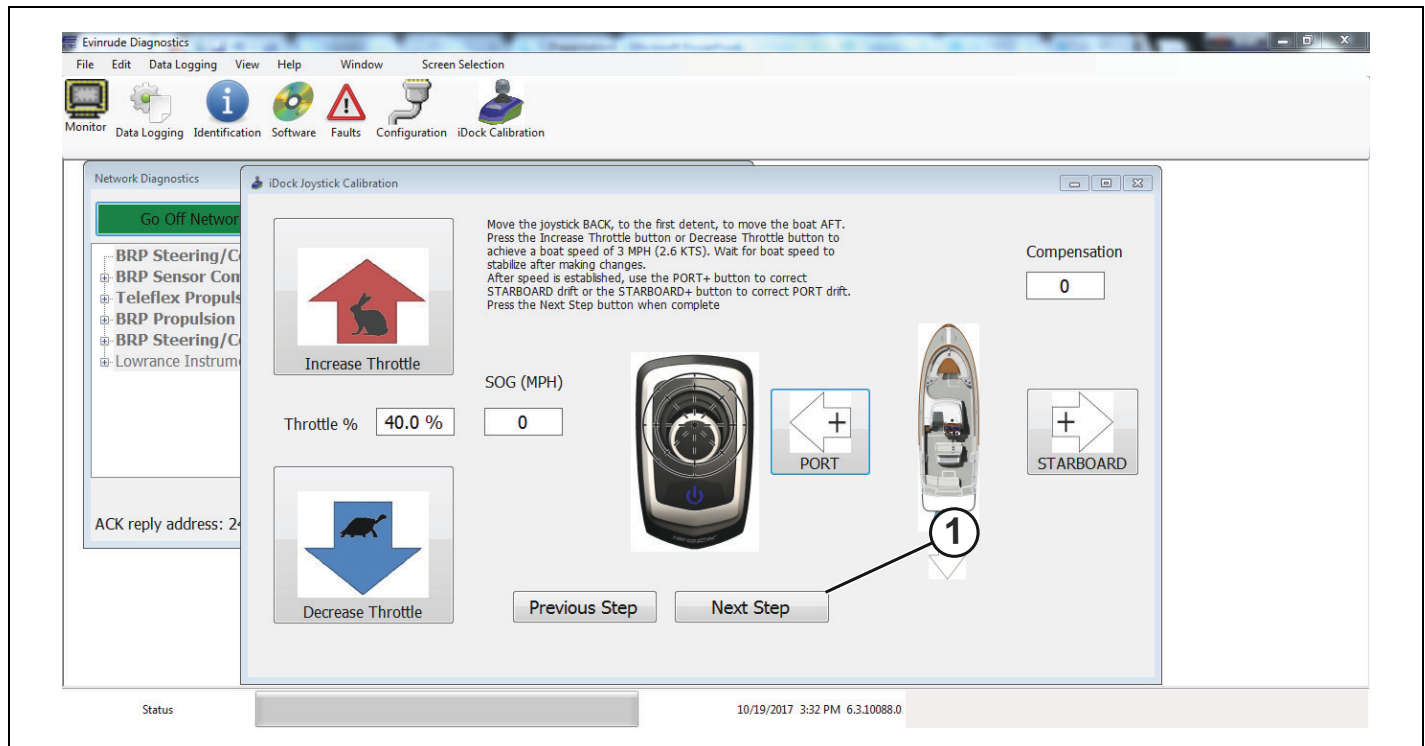 Evinrude Diagnostics
File Edit Data Logging View Help Window Screen Selection
Monitor Data Logging Identification Software Faults Configuration iDock Calibration
Network Diagnostics
Go Off Networ
BRP Steering/C
BRP Sensor Com
Teleflex Propuls
BRP Propulsion
BRP Steering/C
Lowrance Instrum
ACK reply address: 24
iDock Joystick Calibration
Move the joystick BACK, to the first detent, to move the boat AFT.
Press the Increase Throttle button or Decrease Throttle button to
achieve a boat speed of 3 MPH (2.6 KTS). Wait for boat speed to
stabilize after making changes.
After speed is established, use the PORT+ button to correct
STARBOARD drift or the STARBOARD+ button to correct PORT drift.
Press the Next Step button when complete
Compensation
0
Increase Throttle
SOG (MPH)
Throttle % 40.0 %
0
+
PORT
+
STARBOARD
1
Decrease Throttle
Previous Step Next Step
Status
10/19/2017 3:32 PM 6.3.10088.0